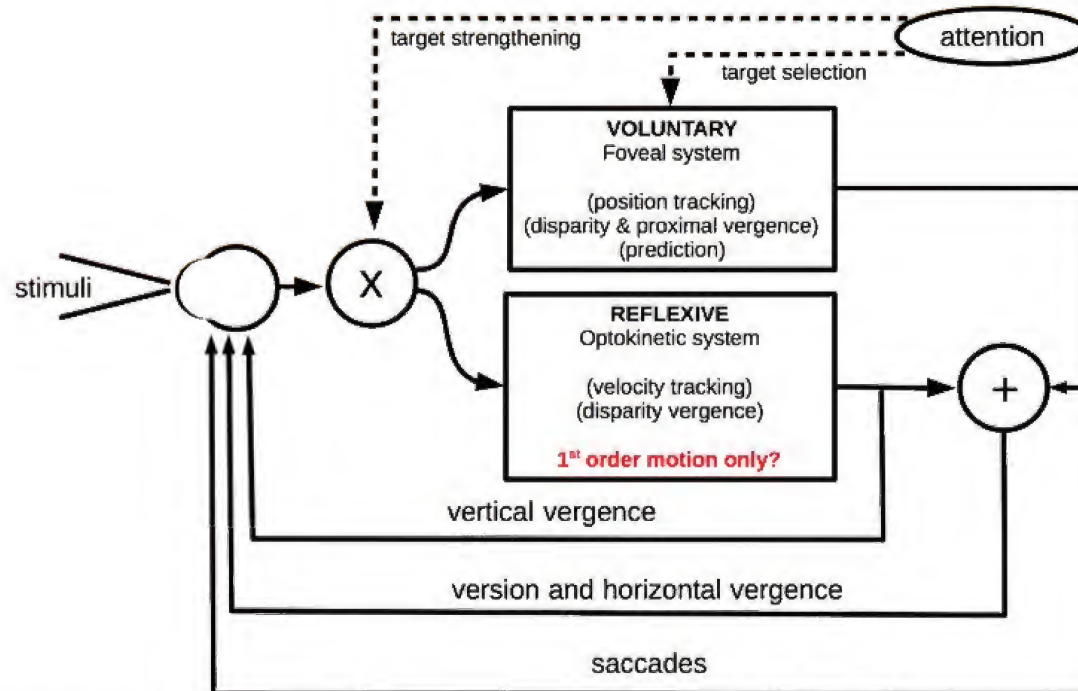 attention
target strengthening
target selection
VOLUNTARY
Foveal system
(position tracking)
(disparity & proximal vergence)
(prediction)
stimuli
X
REFLEXIVE
Optokinetic system
(velocity tracking)
(disparity vergence)
1st order motion only?
+
vertical vergence
version and horizontal vergence
saccades